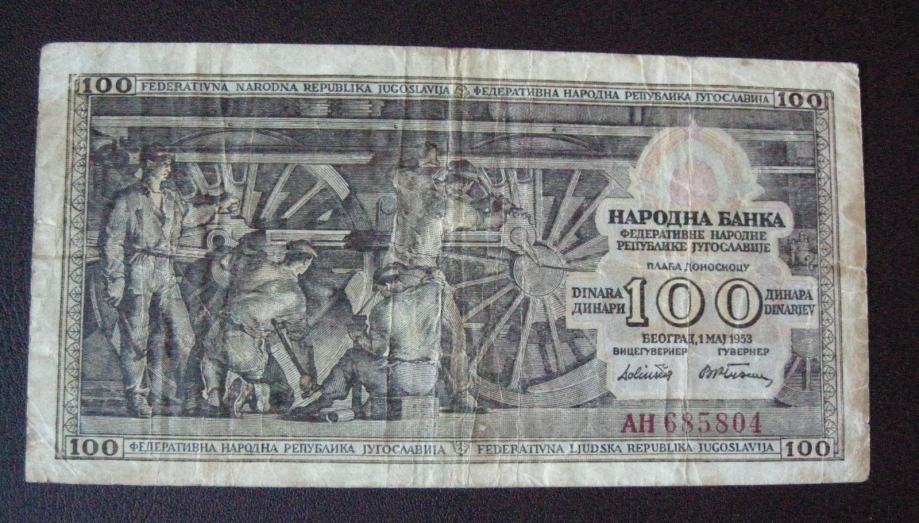 100 FEDERATIVNA NARODNA REPUBLIKA JUGOSLAVIJA ФЕДЕРАТИВНА НАРОДНА РЕПУБЛИКА ЈУГОСЛАВИЈА 100
НАРОДНА БАНКА
ФЕДЕРАТИВНЕ НАРОДНЕ
РЕПУБЛИКЕ ЈУГОСЛАВИЈЕ
ПЛАЋА ДОНОСИОЦУ
DINARA 100 ДИНАРА
ДИНАРИ DINARJEV
БЕОГРАД, 1 МАЈ 1953
ВИЦЕГУВЕРНЕР ГУВЕРНЕР
АН 685804
100 ФЕДЕРАТИВНА НАРОДНА РЕПУБЛИКА ЈУГОСЛАВИЈА FEDERATIVNA LJUDSKA REPUBLIKA JUGOSLAVIJA 100